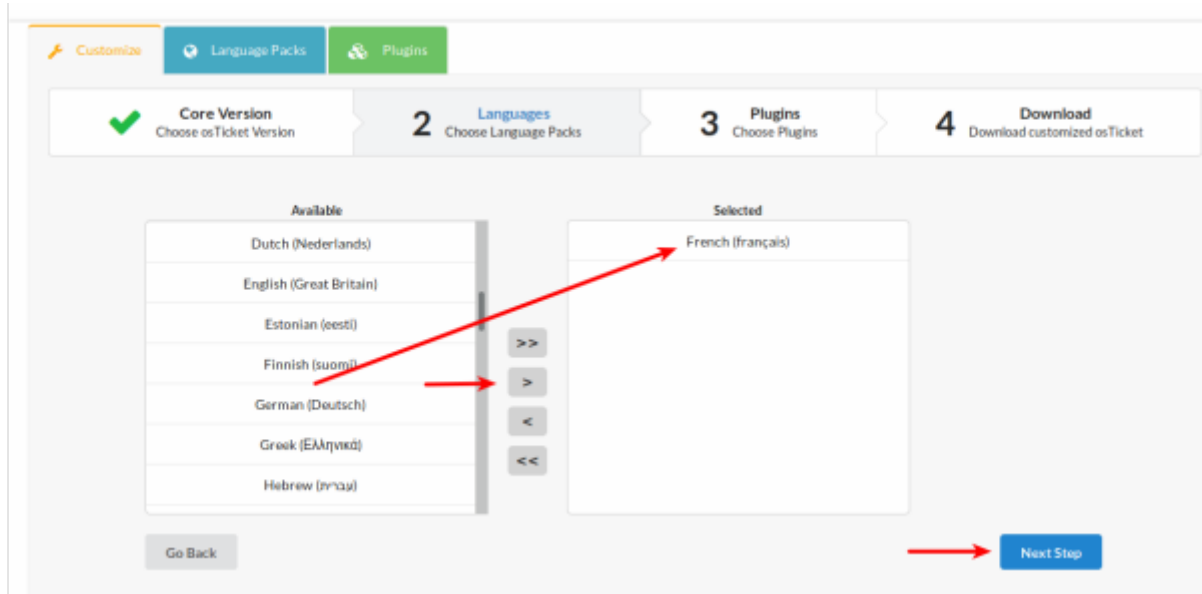 Customize
Language Packs
Plugins
Core Version
Choose osTicket Version
2
Languages
Choose Language Packs
3
Plugins
Choose Plugins
4
Download
Download customized osTicket
Available
Selected
Dutch (Nederlands)
English (Great Britain)
Estonian (eesti)
Finnish (suomi)
German (Deutsch)
Greek (Ελληνικά)
Hebrew (עברית)
French (français)
>>
>
<
<<
Go Back
Next Step